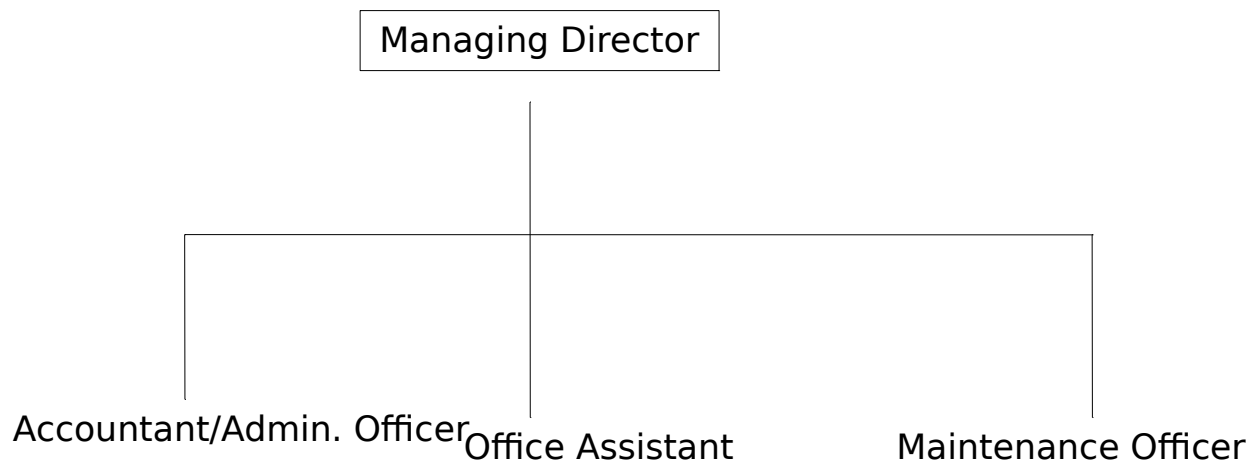 Managing Director
Accountant/Admin. Officer
Office Assistant
Maintenance Officer